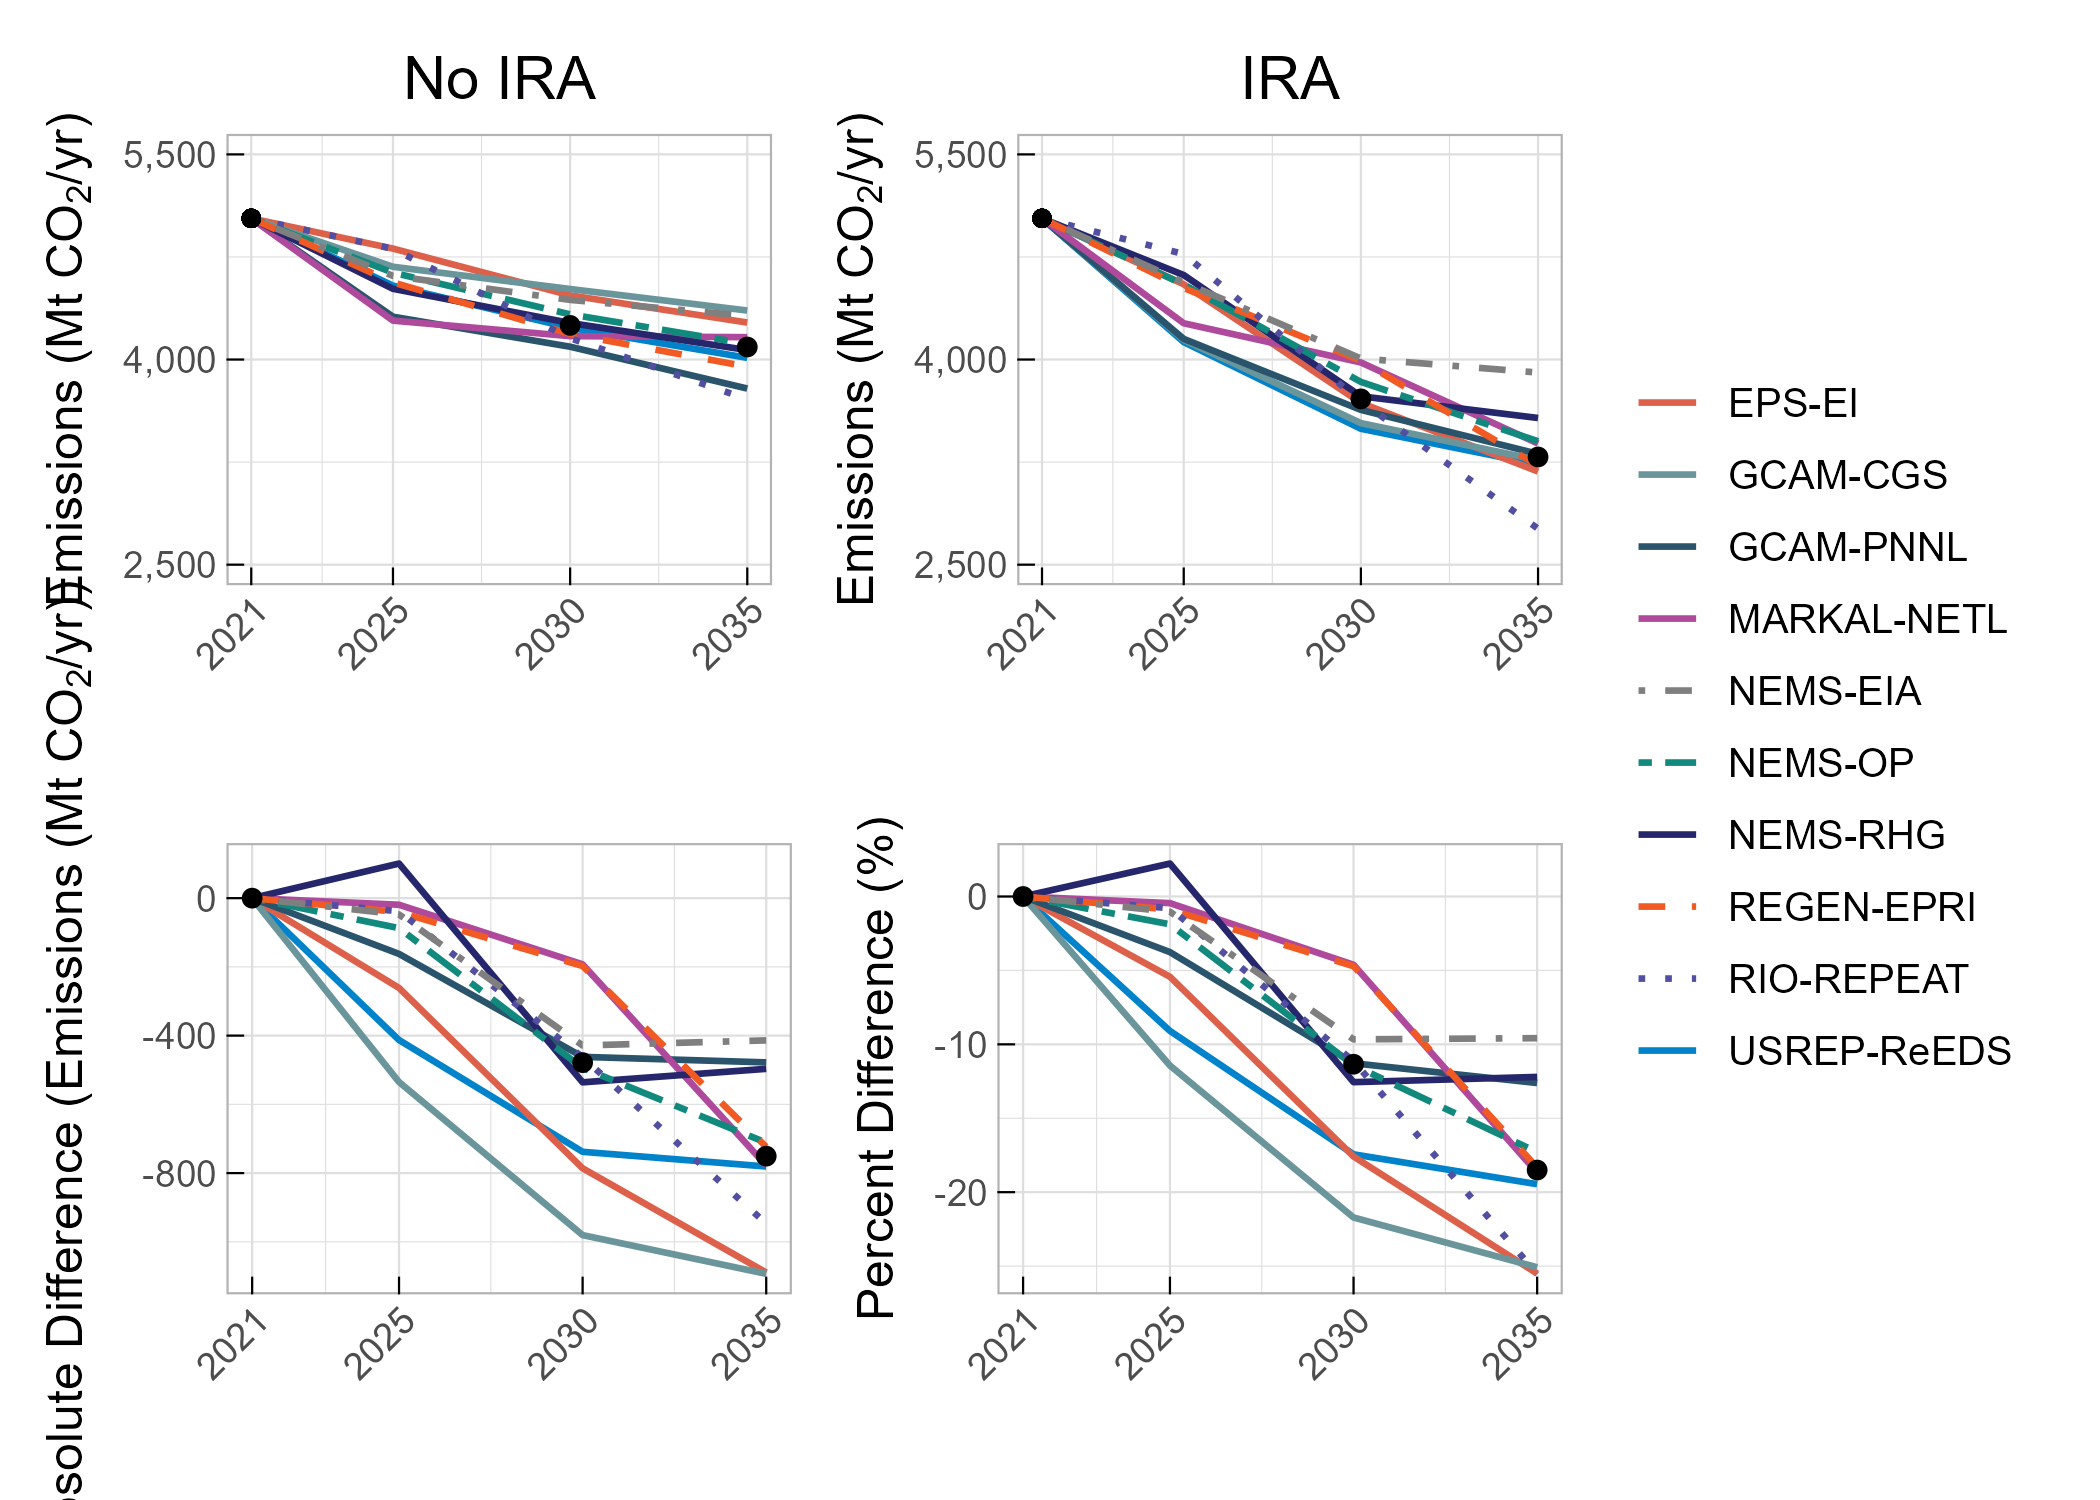 No IRA
IRA
Emissions (Mt CO₂/yr)
5,500
4,000
2,500
2021
2025
2030
2035
Emissions (Mt CO₂/yr)
5,500
4,000
2,500
2021
2025
2030
2035
Difference (Emissions (Mt CO₂/yr))
0
-400
-800
2021
2025
2030
2035
Percent Difference (%)
0
-10
-20
2021
2025
2030
2035
EPS-EI
GCAM-CGS
GCAM-PNNL
MARKAL-NETL
NEMS-EIA
NEMS-OP
NEMS-RHG
REGEN-EPRI
RIO-REPEAT
USREP-ReEDS